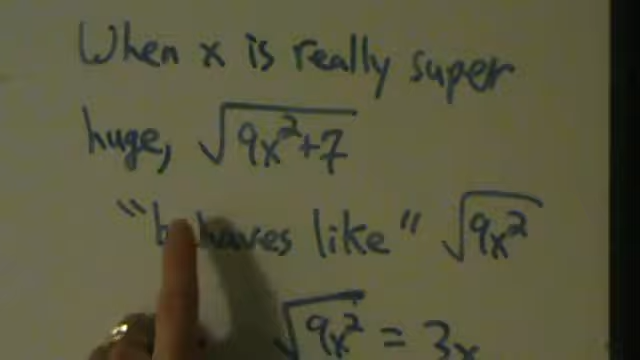 When x is really super
huge, √(9x²+7)
"behaves like" √(9x²)
√(9x²) = 3x